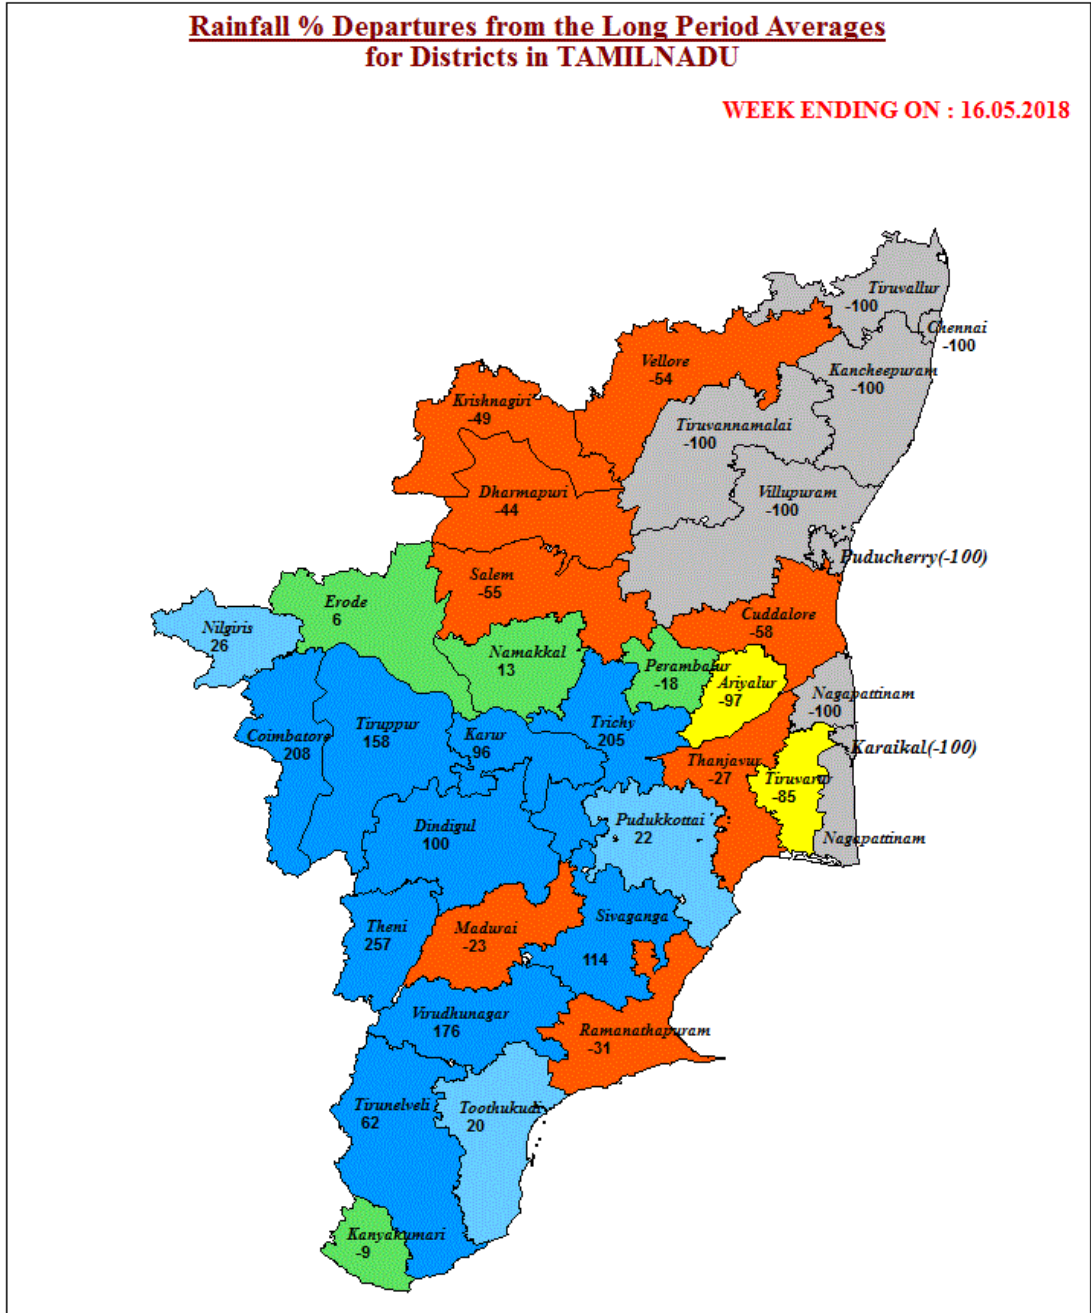 Rainfall % Departures from the Long Period Averages
for Districts in TAMILNADU
WEEK ENDING ON : 16.05.2018
Tiruvallur
-100
Chennai
-100
Vellore
-54
Kancheepuram
-100
Krishnagiri
-49
Tiruvannamalai
-100
Dharmapuri
-44
Villupuram
-100
Puducherry(-100)
Salem
-55
Erode
6
Cuddalore
-58
Nilgiris
26
Namakkal
13
Perambalur
-18
Ariyalur
-97
Nagapattinam
-100
Coimbatore
208
Tiruppur
158
Karur
96
Trichy
205
Karaikal(-100)
Thanjavur
-27
Tiruvarur
-85
Dindigul
100
Pudukkottai
22
Nagapattinam
Theni
257
Madurai
-23
Sivaganga
114
Virudhunagar
176
Ramanathapuram
-31
Tirunelveli
62
Toothukudi
20
Kanyakumari
-9